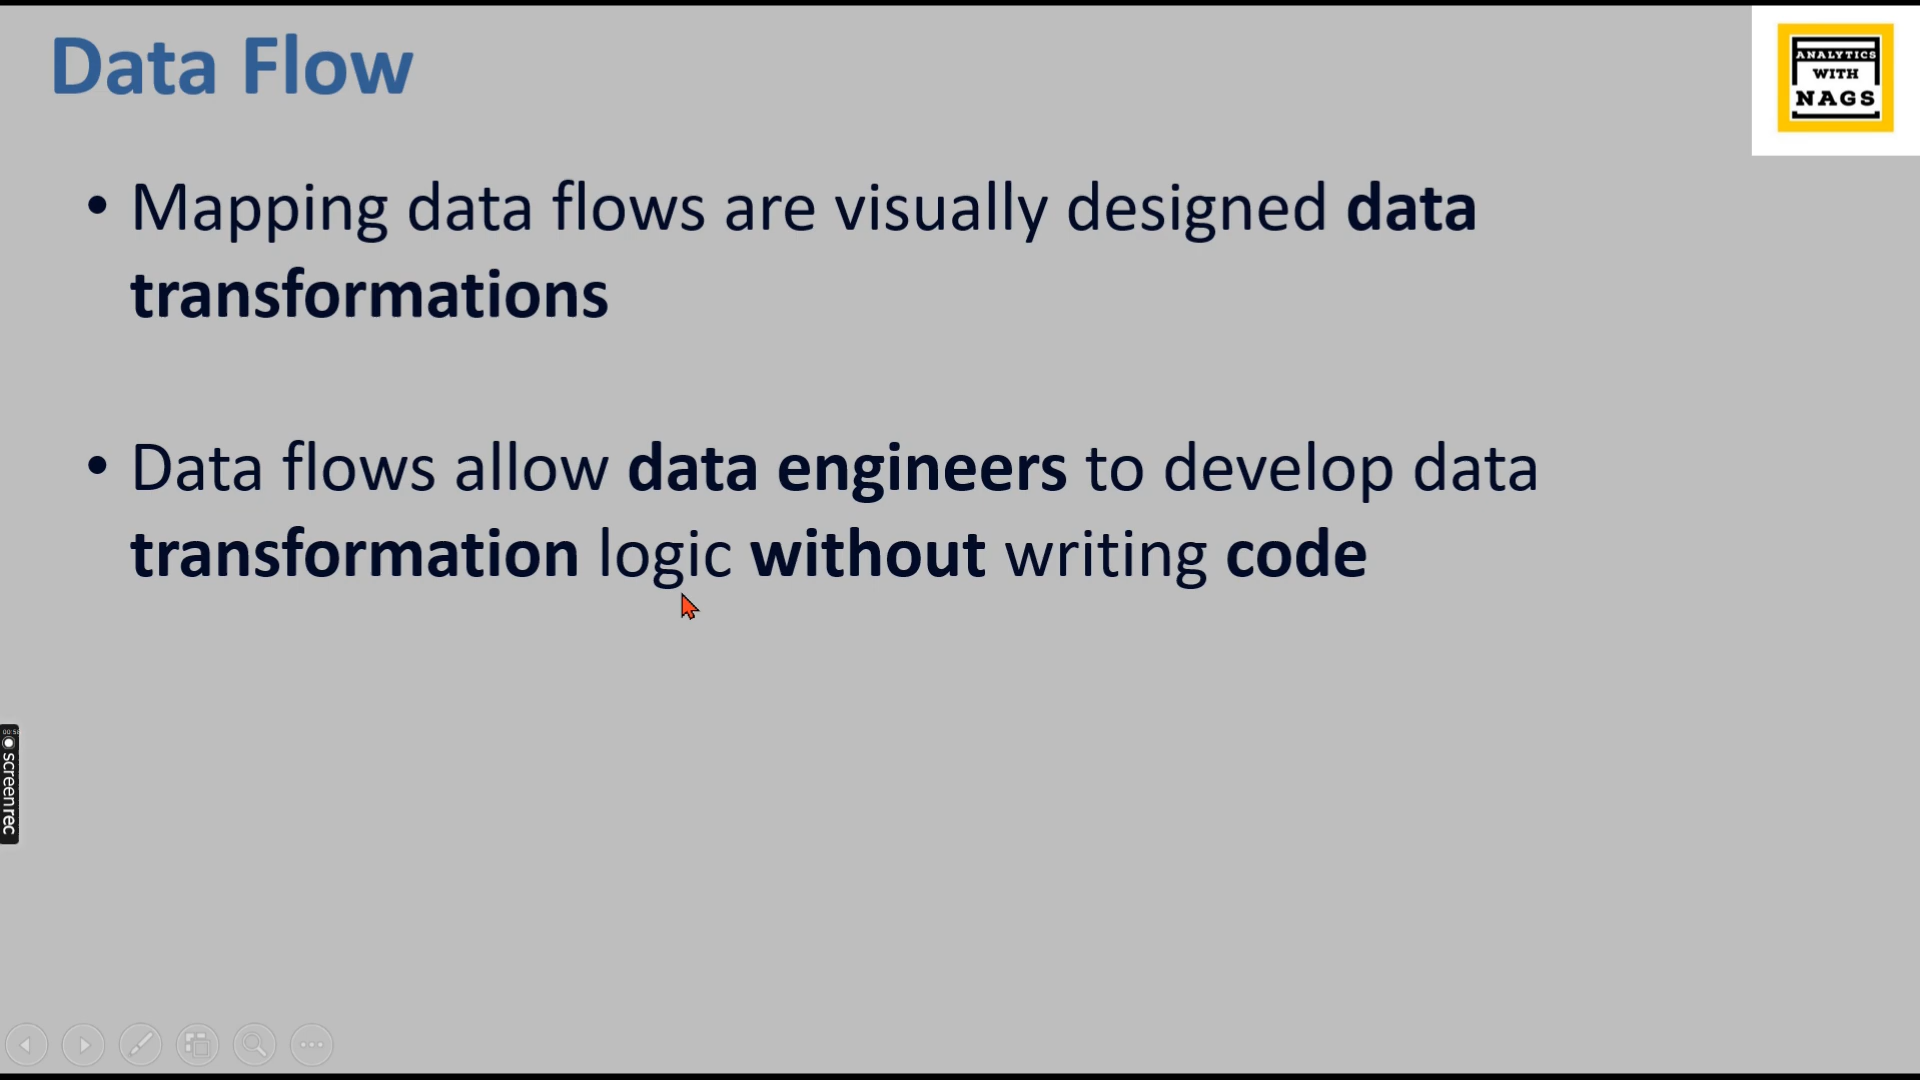 Data Flow
ANALYTICS
WITH
NAGS
• Mapping data flows are visually designed data
transformations
• Data flows allow data engineers to develop data
transformation logic without writing code
screenrec